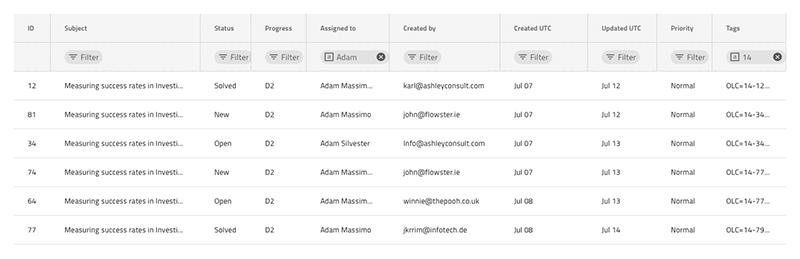 ID Subject Status Progress Assigned to Created by Created UTC Updated UTC Priority Tags
Filter Filter Filter a Adam Filter Filter Filter Filter a 14
12 Measuring success rates in Investi... Solved D2 Adam Massim... karl@ashleyconsult.com Jul 07 Jul 12 Normal OLC=14-12...
81 Measuring success rates in Investi... New D2 Adam Massimo john@flowster.ie Jul 07 Jul 12 Normal OLC=14-34...
34 Measuring success rates in Investi... Open D2 Adam Silvester Info@ashleyconsult.com Jul 07 Jul 13 Normal OLC=14-34...
74 Measuring success rates in Investi... New D2 Adam Massim... john@flowster.ie Jul 07 Jul 13 Normal OLC=14-77...
64 Measuring success rates in Investi... Open D2 Adam Massim... winnie@thepooh.co.uk Jul 08 Jul 13 Normal OLC=14-77...
77 Measuring success rates in Investi... Solved D2 Adam Massimo jkrrim@infotech.de Jul 08 Jul 14 Normal OLC=14-79...